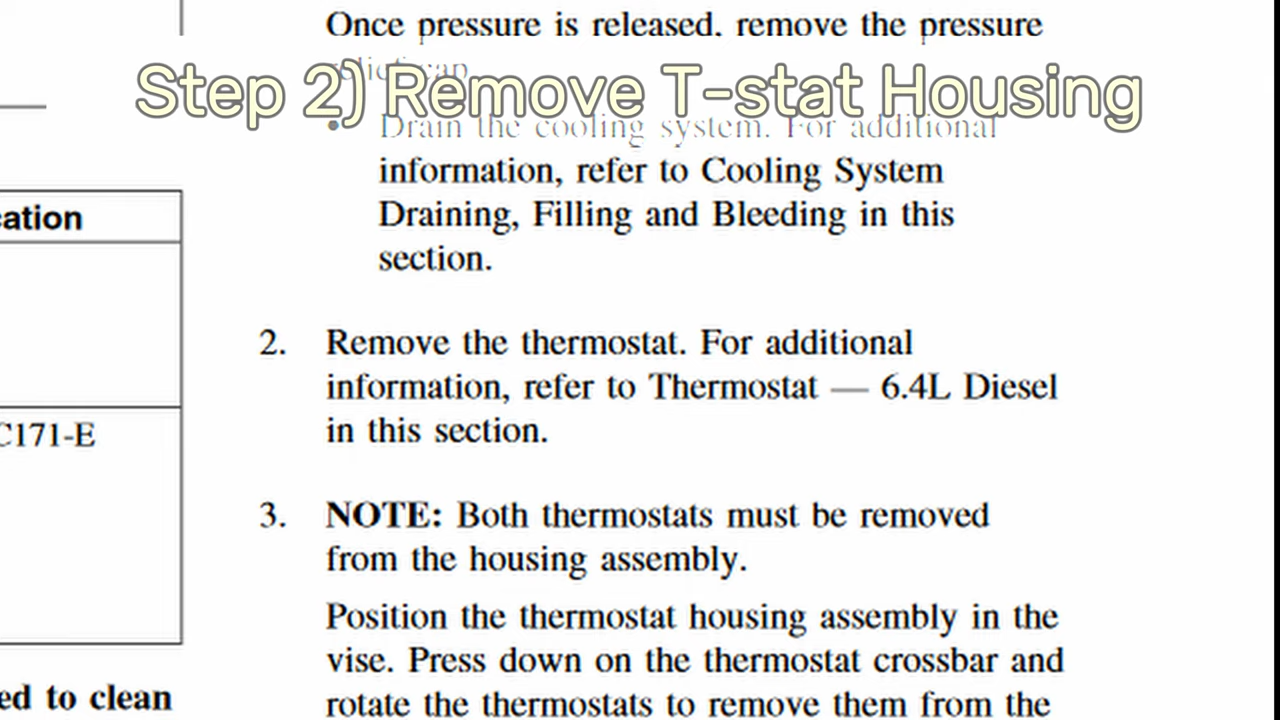 Once pressure is released, remove the pressure
relief cap.
Step 2) Remove T-stat Housing
• Drain the cooling system. For additional
information, refer to Cooling System
Draining, Filling and Bleeding in this
section.
2. Remove the thermostat. For additional
information, refer to Thermostat — 6.4L Diesel
in this section.
3. NOTE: Both thermostats must be removed
from the housing assembly.
Position the thermostat housing assembly in the
vise. Press down on the thermostat crossbar and
rotate the thermostats to remove them from the
cation
C171-E
ed to clean